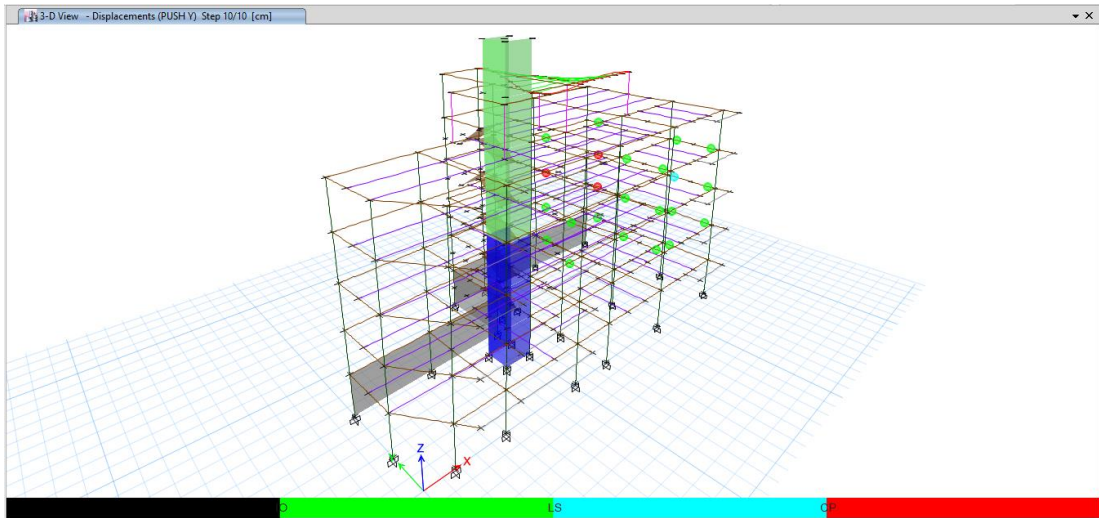 3-D View - Displacements (PUSH Y) Step 10/10 [cm]
Z
X
IO LS CP